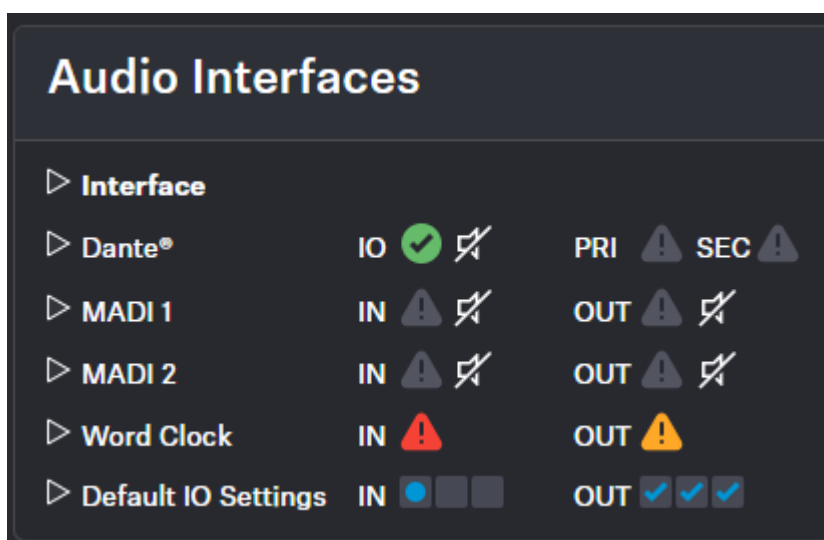 Audio Interfaces
Interface
Dante® IO PRI SEC
MADI 1 IN OUT
MADI 2 IN OUT
Word Clock IN OUT
Default IO Settings IN OUT